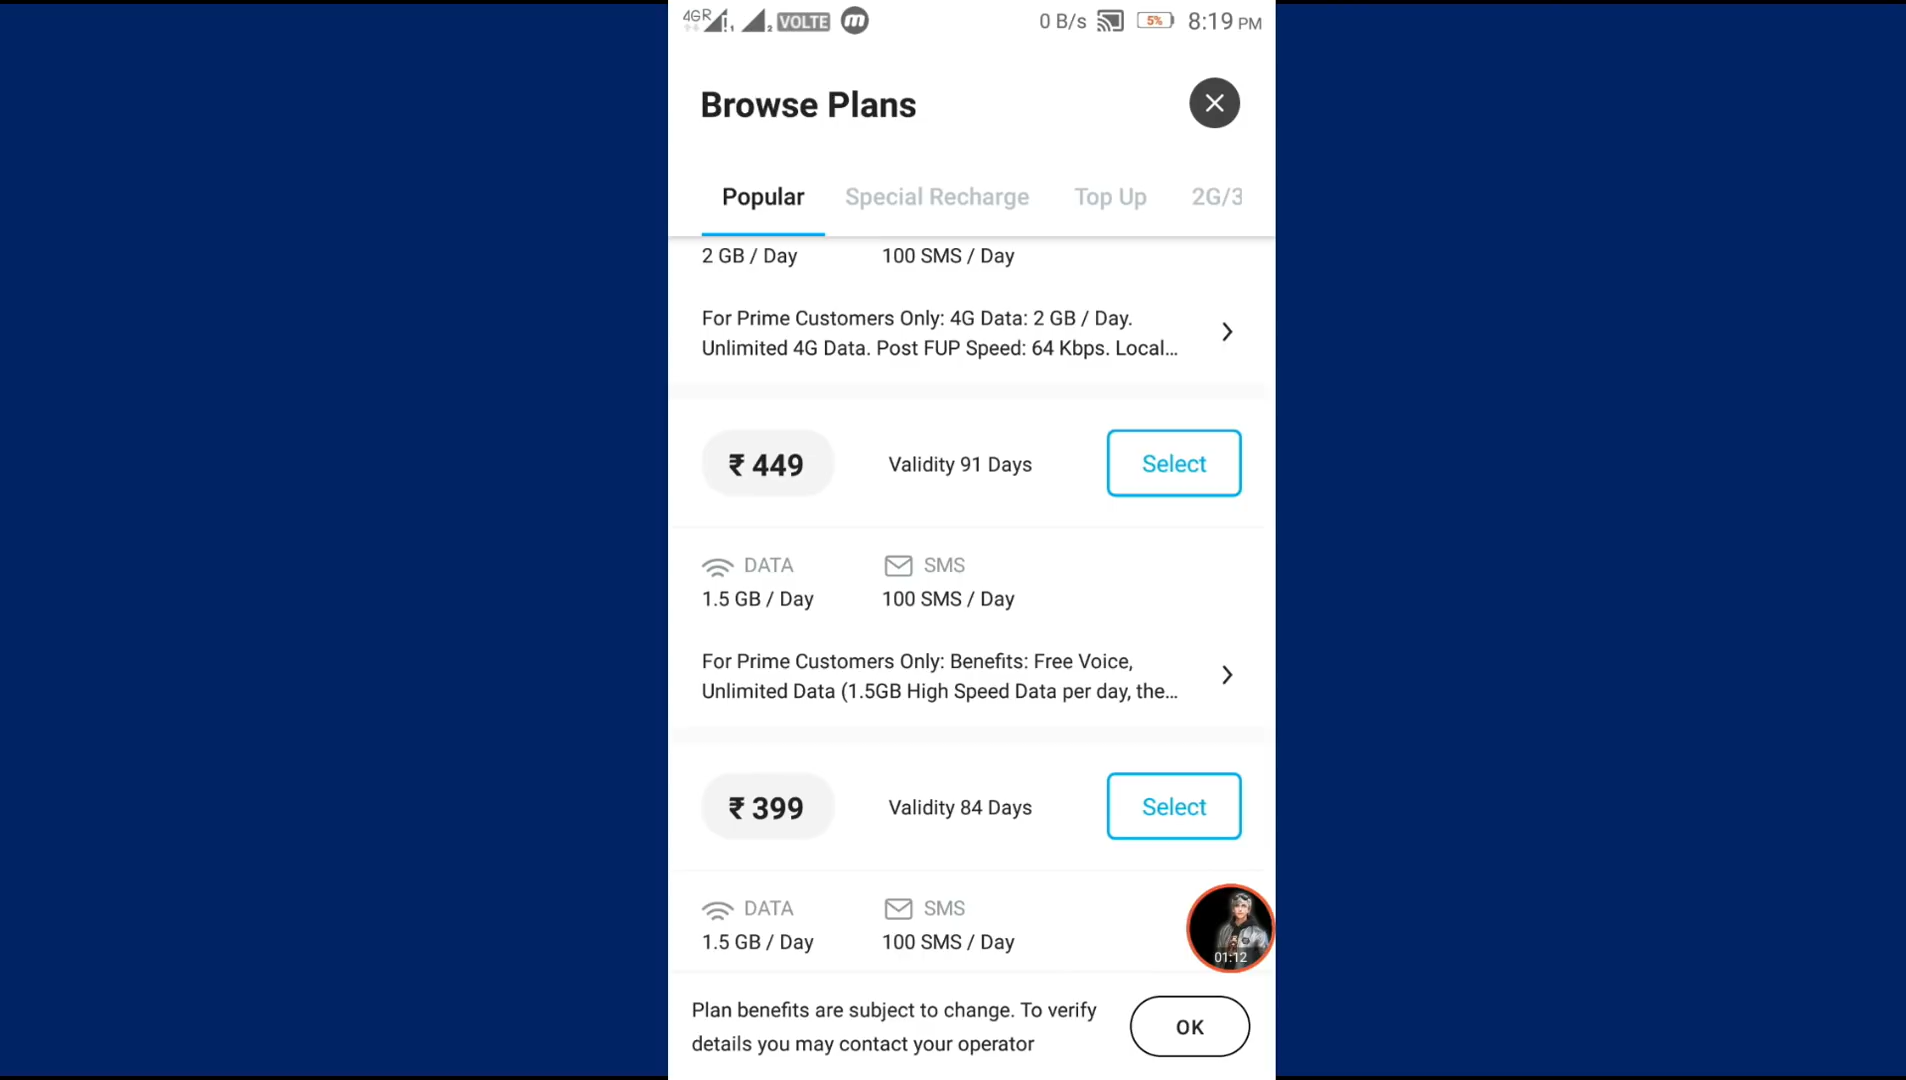 4GR 1 2 VOLTE m 0 B/s 5% 8:19 PM
Browse Plans
Popular Special Recharge Top Up 2G/3
2 GB / Day 100 SMS / Day
For Prime Customers Only: 4G Data: 2 GB / Day.
Unlimited 4G Data. Post FUP Speed: 64 Kbps. Local...
₹ 449 Validity 91 Days Select
DATA SMS
1.5 GB / Day 100 SMS / Day
For Prime Customers Only: Benefits: Free Voice,
Unlimited Data (1.5GB High Speed Data per day, the...
₹ 399 Validity 84 Days Select
DATA SMS
1.5 GB / Day 100 SMS / Day
01:12
Plan benefits are subject to change. To verify
details you may contact your operator
OK